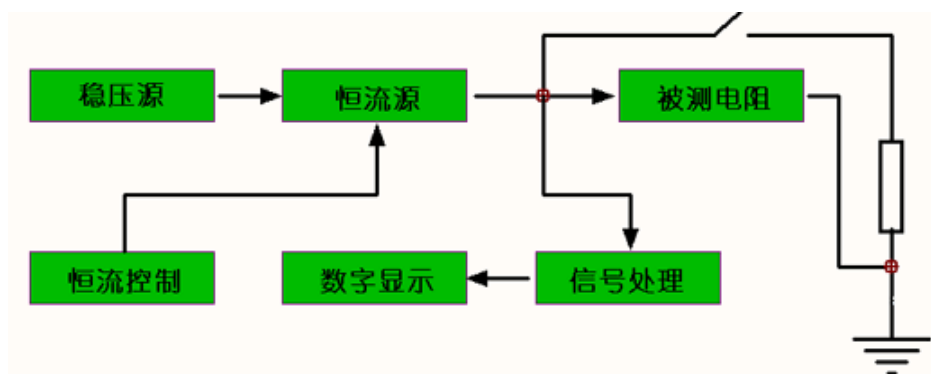 稳压源
恒流源
被测电阻
恒流控制
数字显示
信号处理